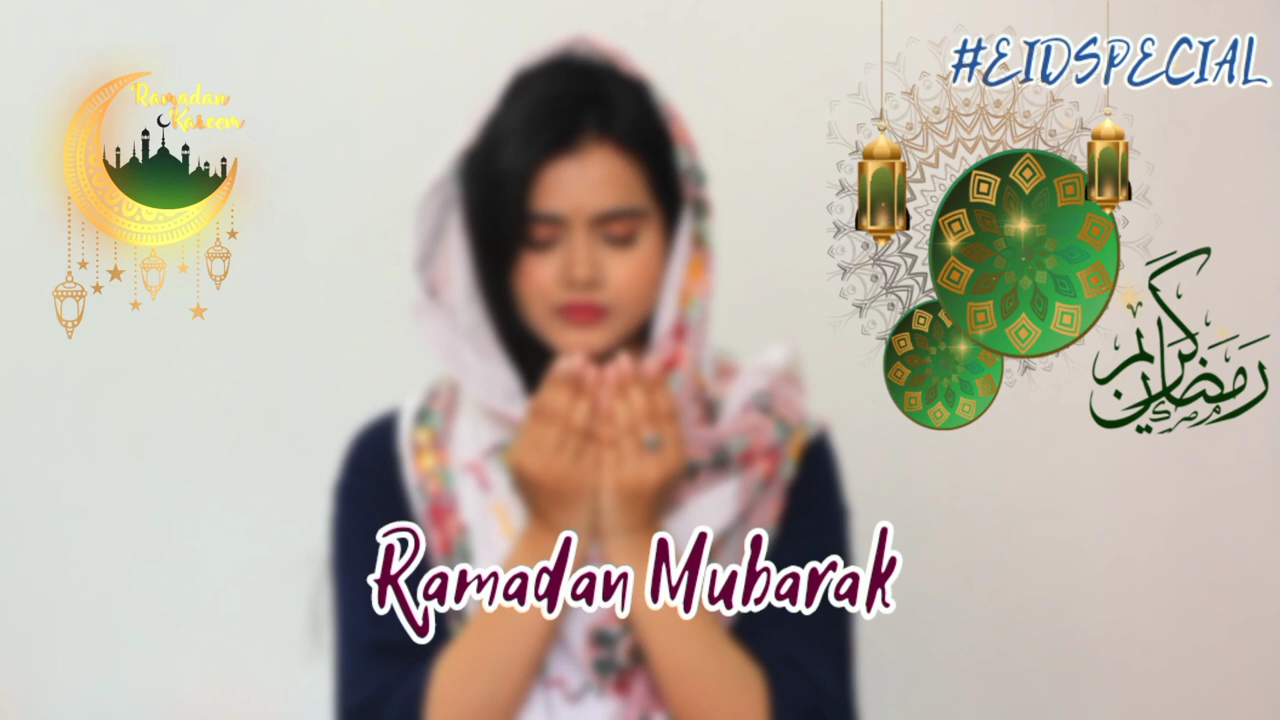 #EIDSPECIAL
Ramadan
Kareem
رمضان كريم
Ramadan Mubarak